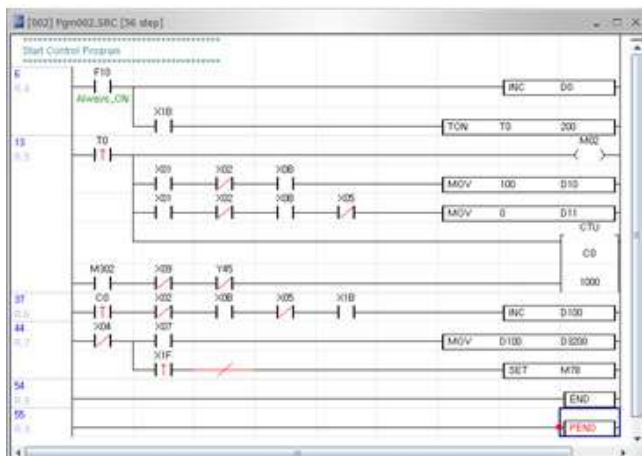 [002] Pgm002.SRC [56 step]
Start Control Program
6
F10
INC D0
Always_ON
X1B
TON T0 200
13
T0
M02
X01 X02 X0B
MOV 100 D10
X01 X02 X0B X05
MOV 0 D11
CTU
C0
M302 X09 Y45
1000
37
C0 X02 X0B X05 X1B
INC D100
44
X04 X07
MOV D100 D3200
X1F
SET M78
54
END
55
PEND